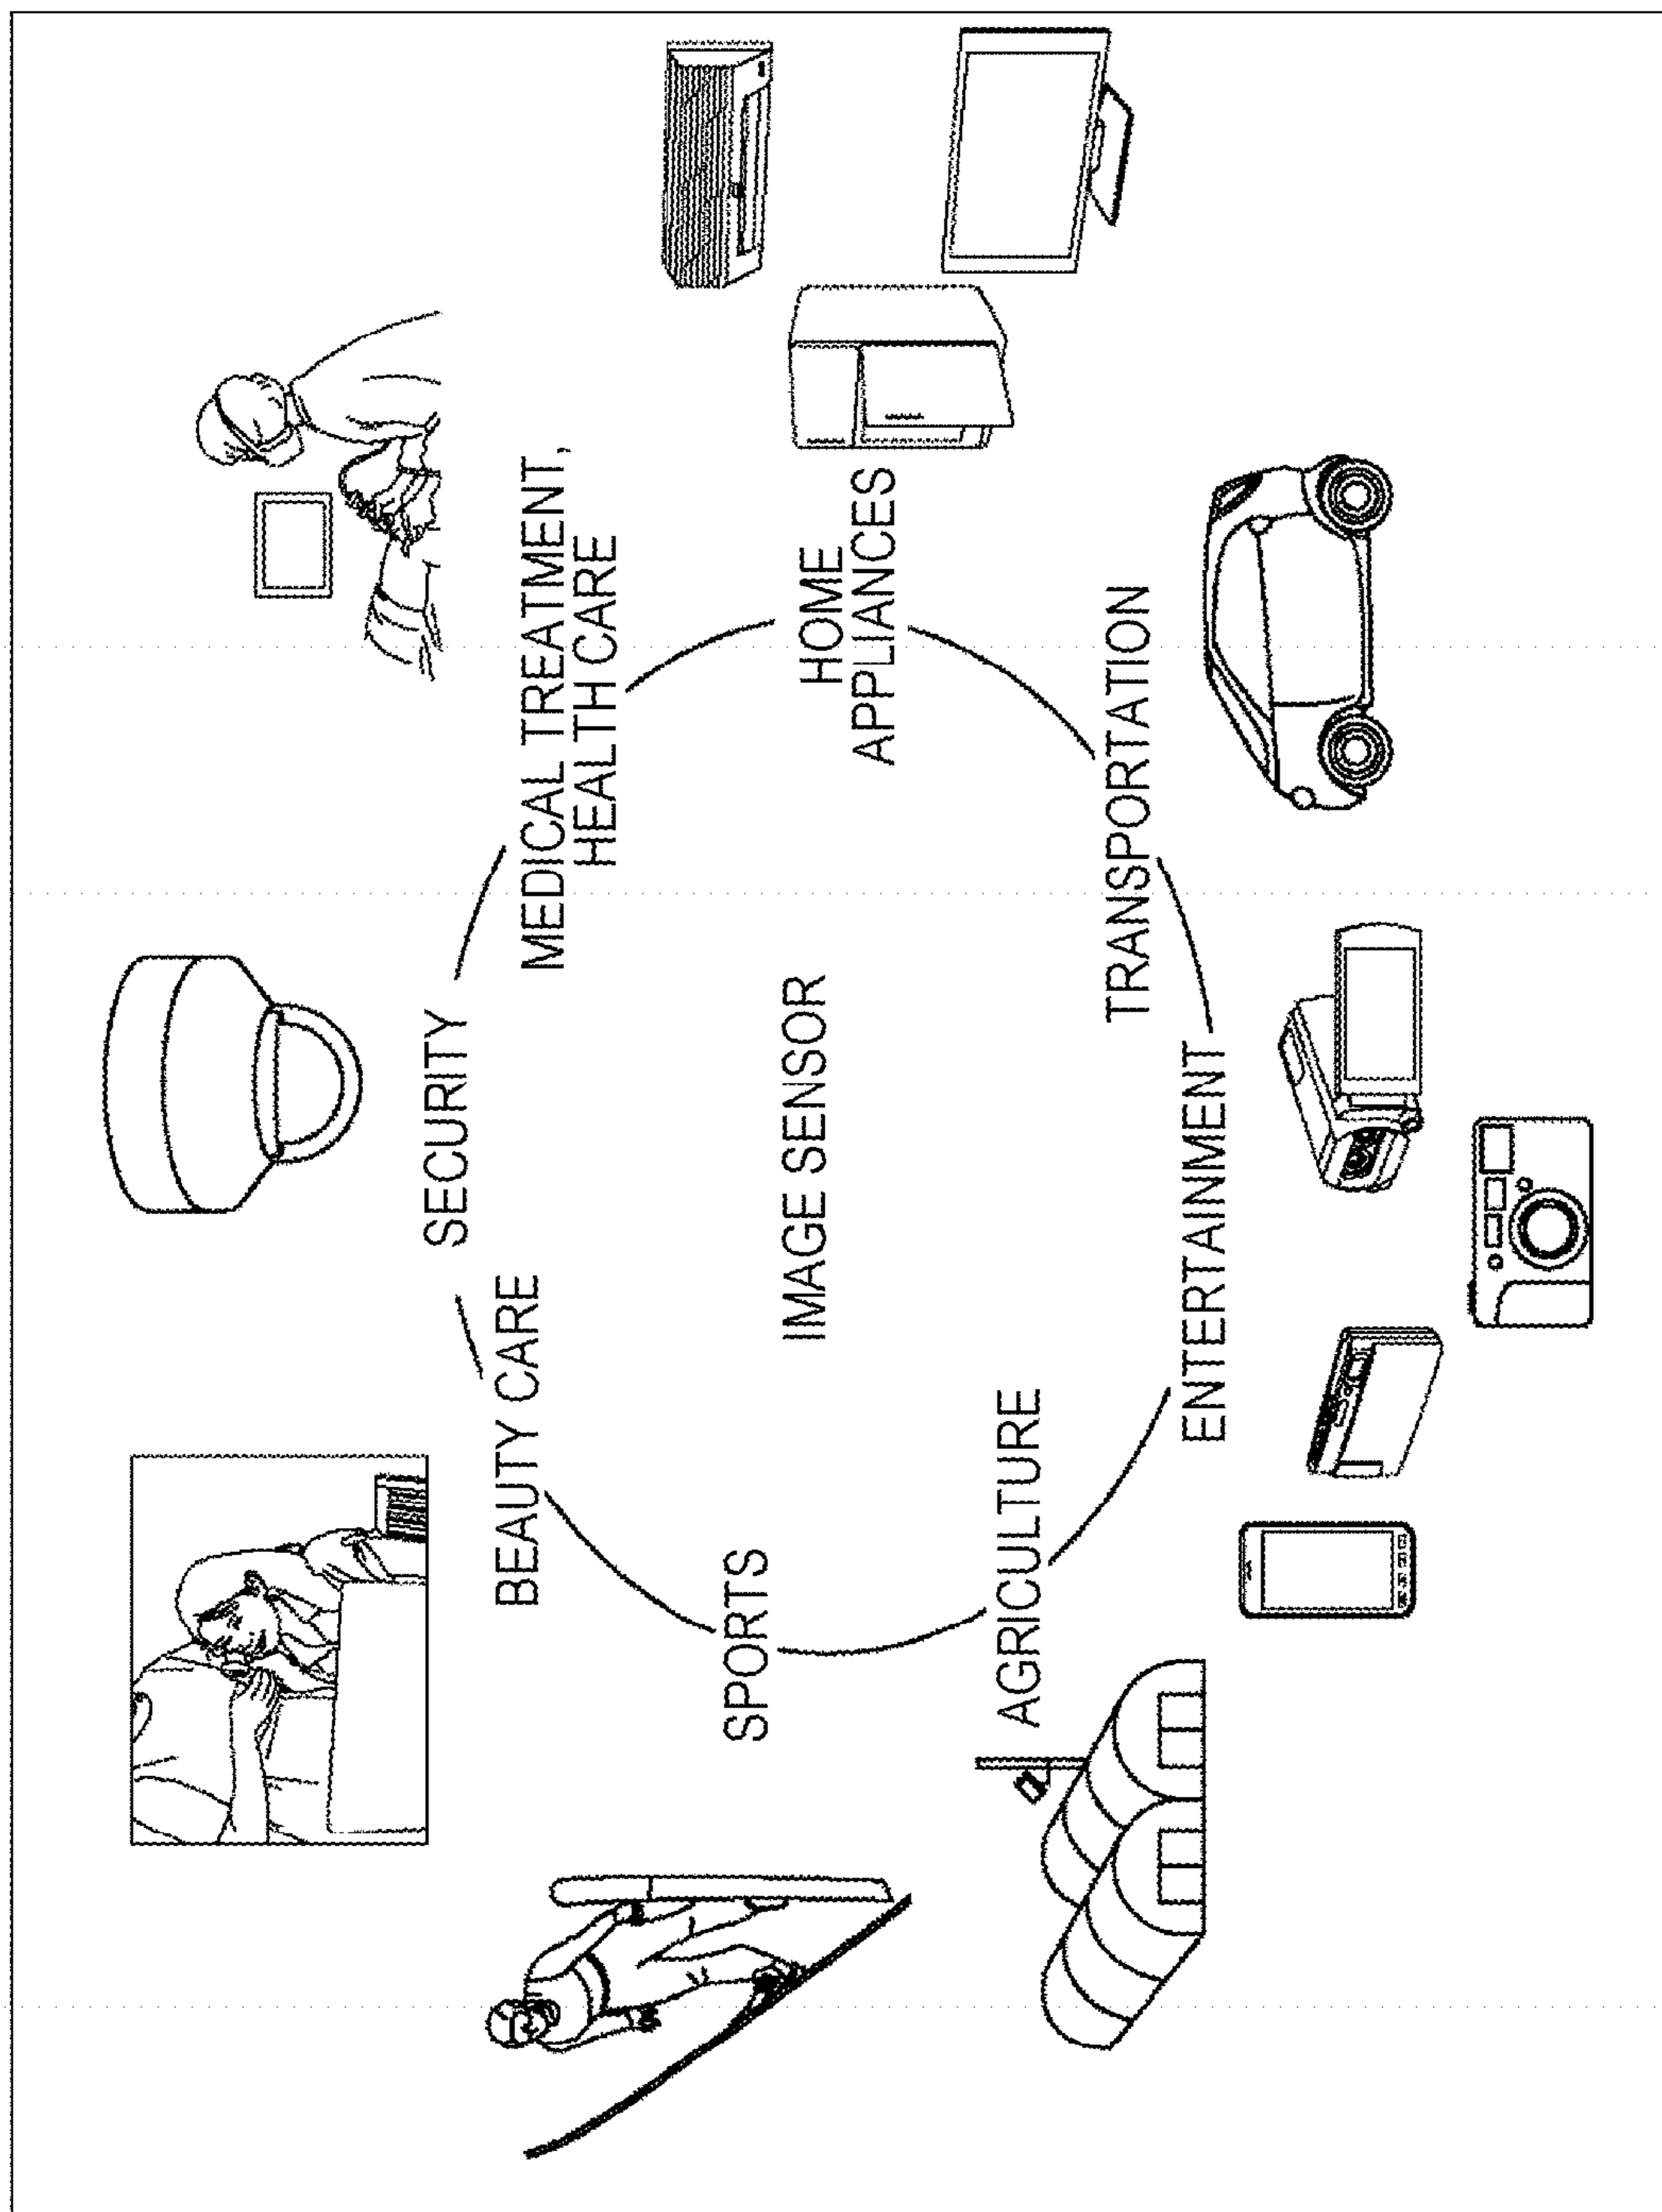 SECURITY
BEAUTY CARE
MEDICAL TREATMENT,
HEALTH CARE
SPORTS
IMAGE SENSOR
HOME
APPLIANCES
AGRICULTURE
TRANSPORTATION
ENTERTAINMENT